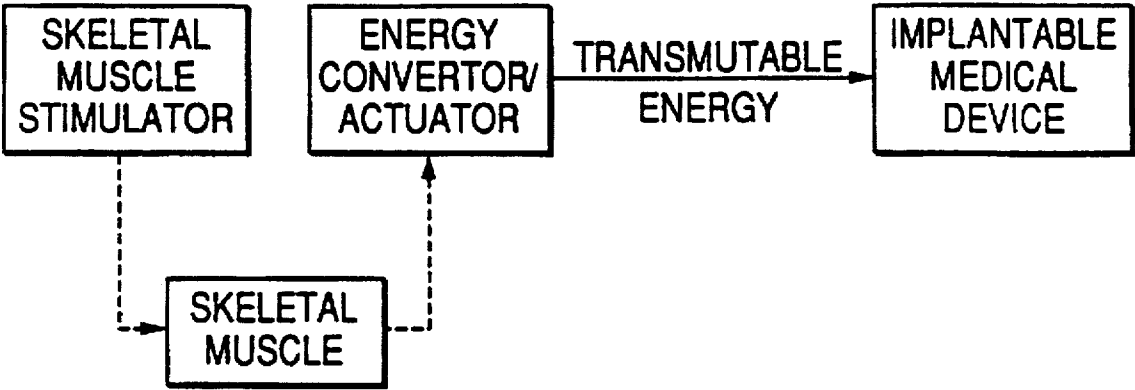 SKELETAL
MUSCLE
STIMULATOR
ENERGY
CONVERTOR/
ACTUATOR
TRANSMUTABLE
ENERGY
IMPLANTABLE
MEDICAL
DEVICE
SKELETAL
MUSCLE